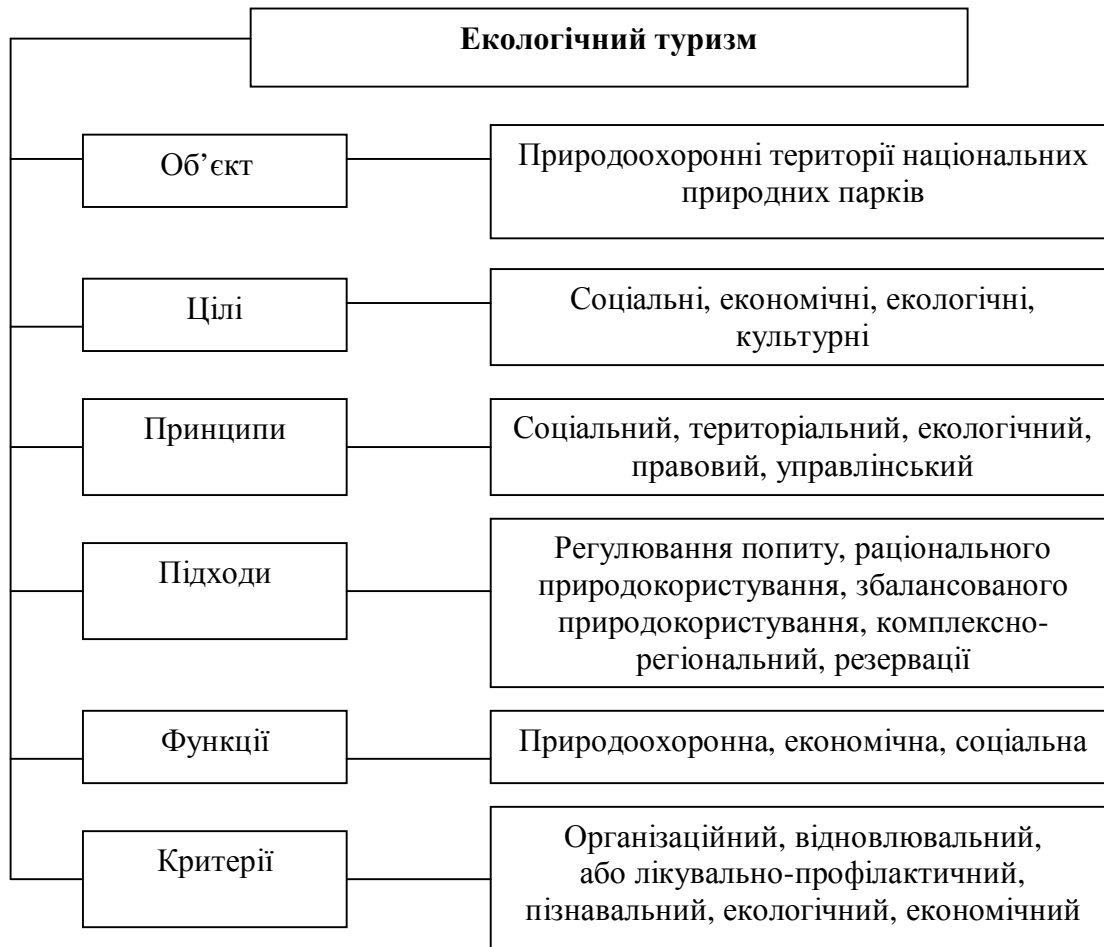 Екологічний туризм
Об’єкт
Природоохоронні території національних
природних парків
Цілі
Соціальні, економічні, екологічні,
культурні
Принципи
Соціальний, територіальний, екологічний,
правовий, управлінський
Підходи
Регулювання попиту, раціонального
природокористування, збалансованого
природокористування, комплексно-
регіональний, резервації
Функції
Природоохоронна, економічна, соціальна
Критерії
Організаційний, відновлювальний,
або лікувально-профілактичний,
пізнавальний, екологічний, економічний